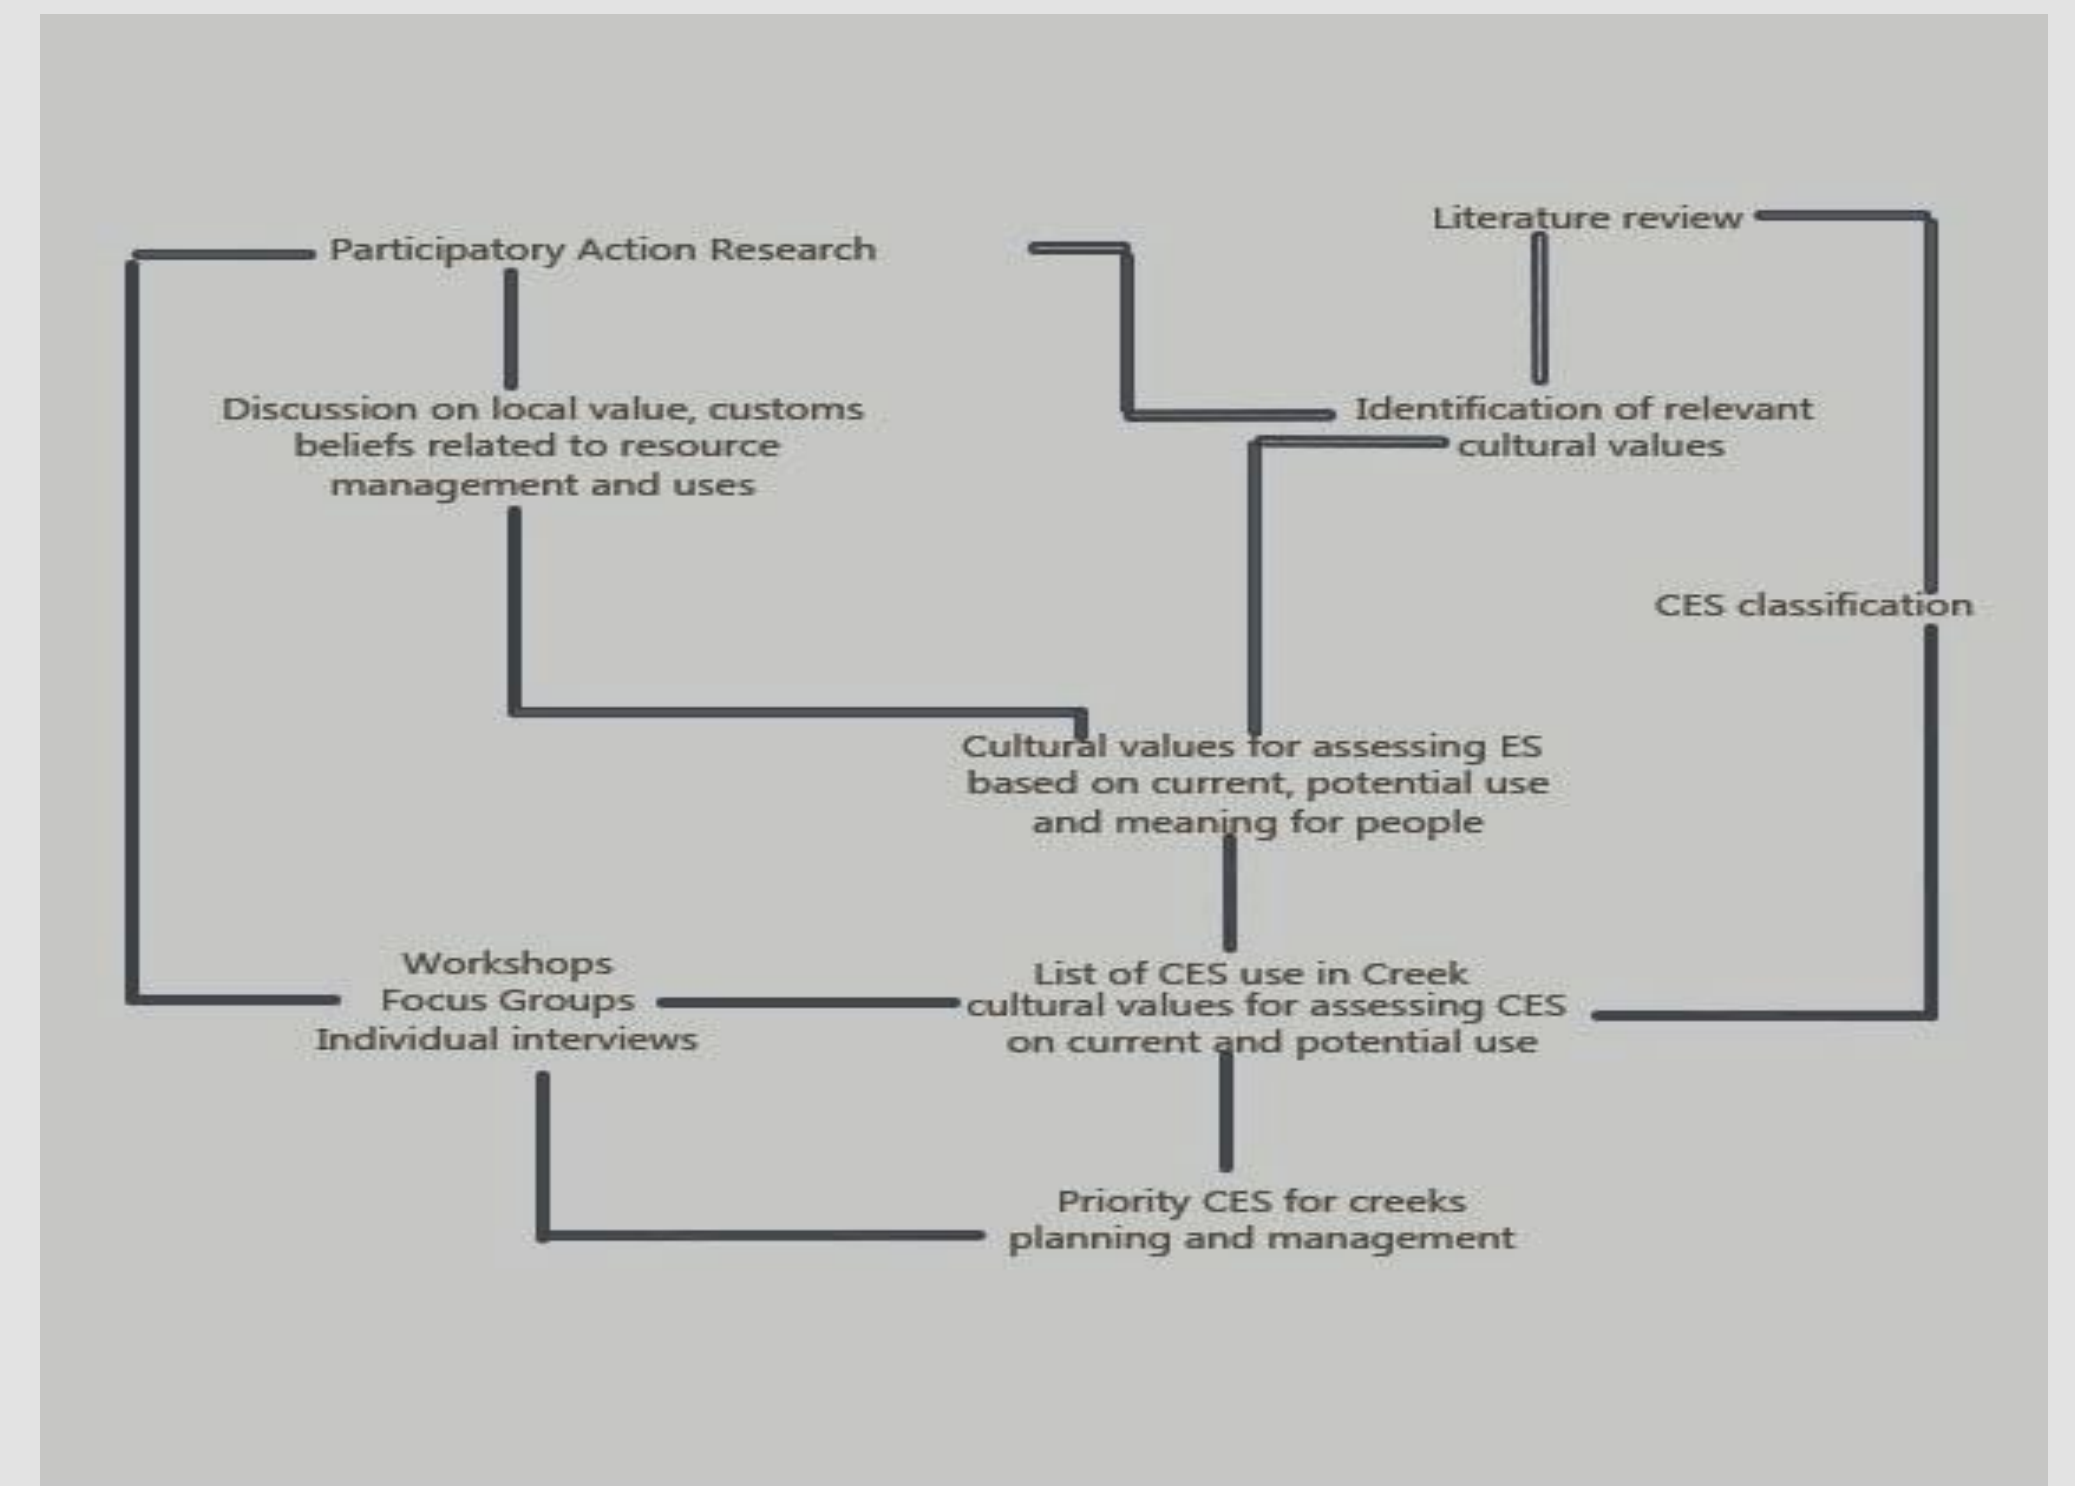 Literature review
Participatory Action Research
Discussion on local value, customs
beliefs related to resource
management and uses
Identification of relevant
cultural values
CES classification
Cultural values for assessing ES
based on current, potential use
and meaning for people
Workshops
Focus Groups
Individual interviews
List of CES use in Creek
cultural values for assessing CES
on current and potential use
Priority CES for creeks
planning and management